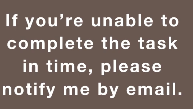 If you’re unable to
complete the task
in time, please
notify me by email.